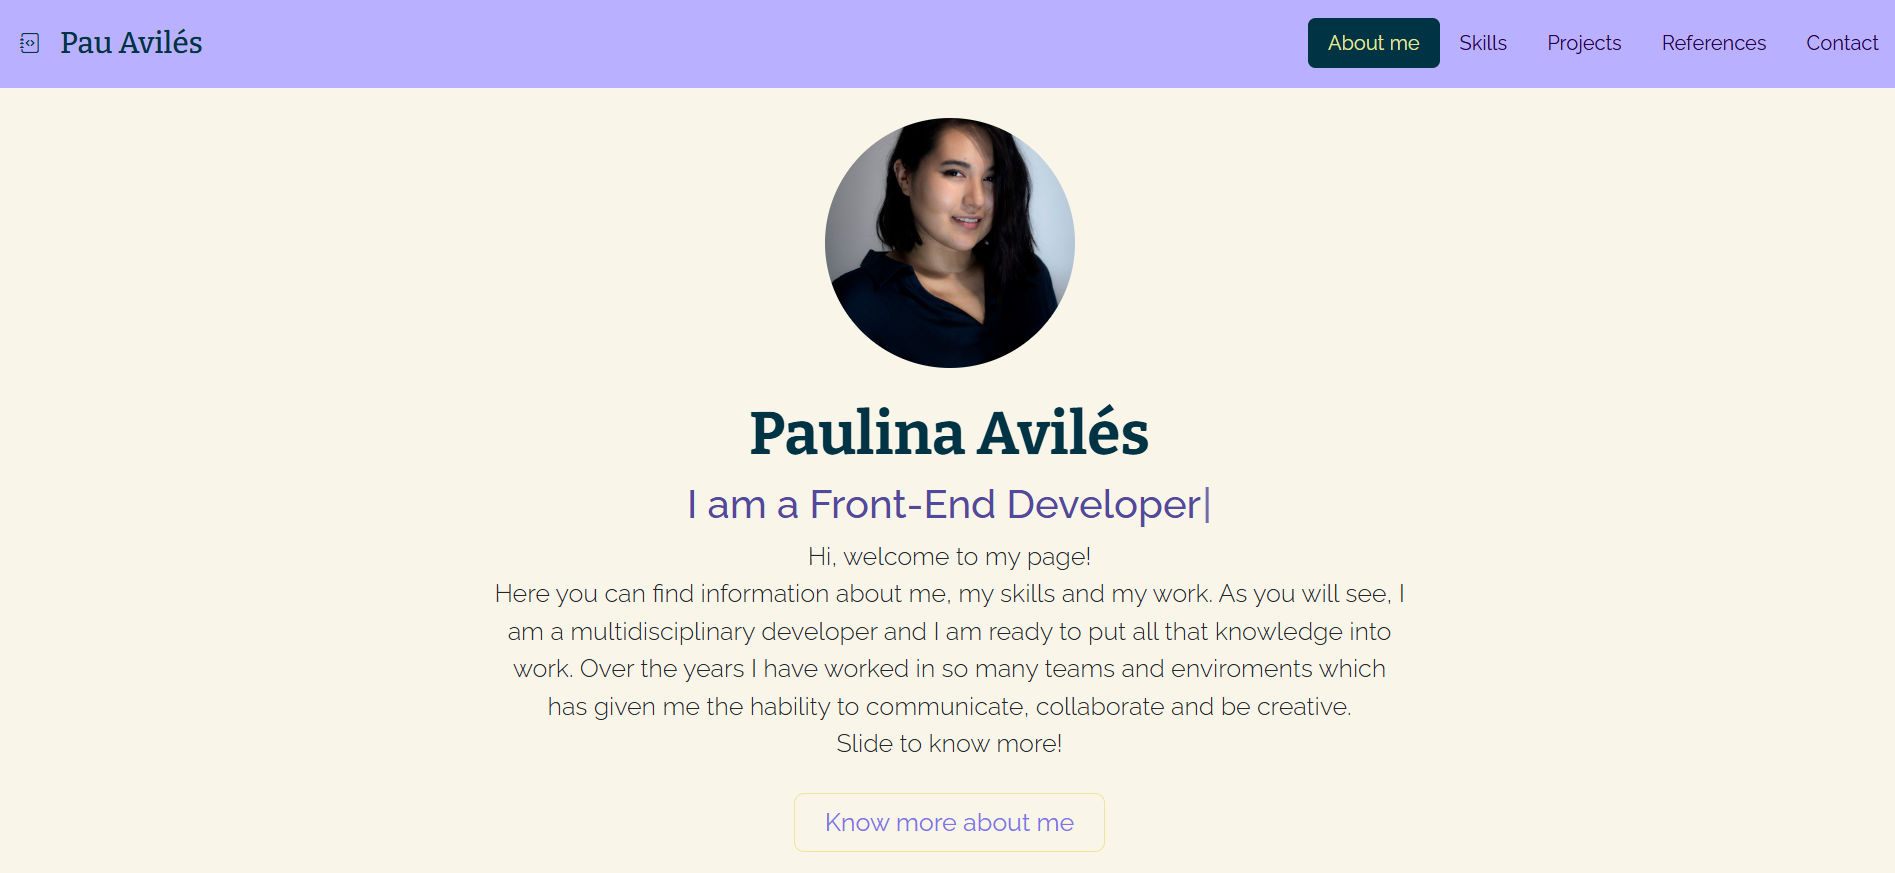 Pau Avilés
About me
Skills
Projects
References
Contact
Paulina Avilés
I am a Front-End Developer|
Hi, welcome to my page!
Here you can find information about me, my skills and my work. As you will see, I
am a multidisciplinary developer and I am ready to put all that knowledge into
work. Over the years I have worked in so many teams and enviroments which
has given me the hability to communicate, collaborate and be creative.
Slide to know more!
Know more about me